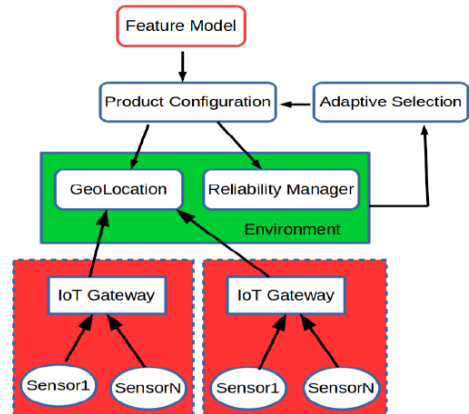 Feature Model
Product Configuration
Adaptive Selection
GeoLocation
Reliability Manager
Environment
IoT Gateway
IoT Gateway
Sensor1
SensorN
Sensor1
SensorN